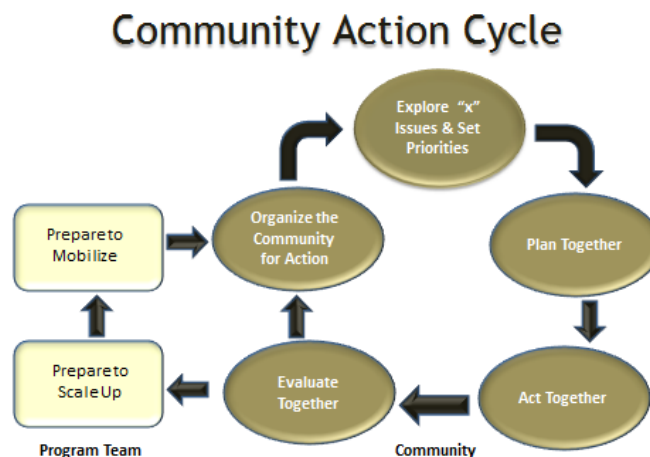 Community Action Cycle
Explore "x"
Issues & Set
Priorities
Organize the
Community
for Action
Prepare to
Mobilize
Plan Together
Prepare to
Scale Up
Evaluate
Together
Act Together
Program Team
Community